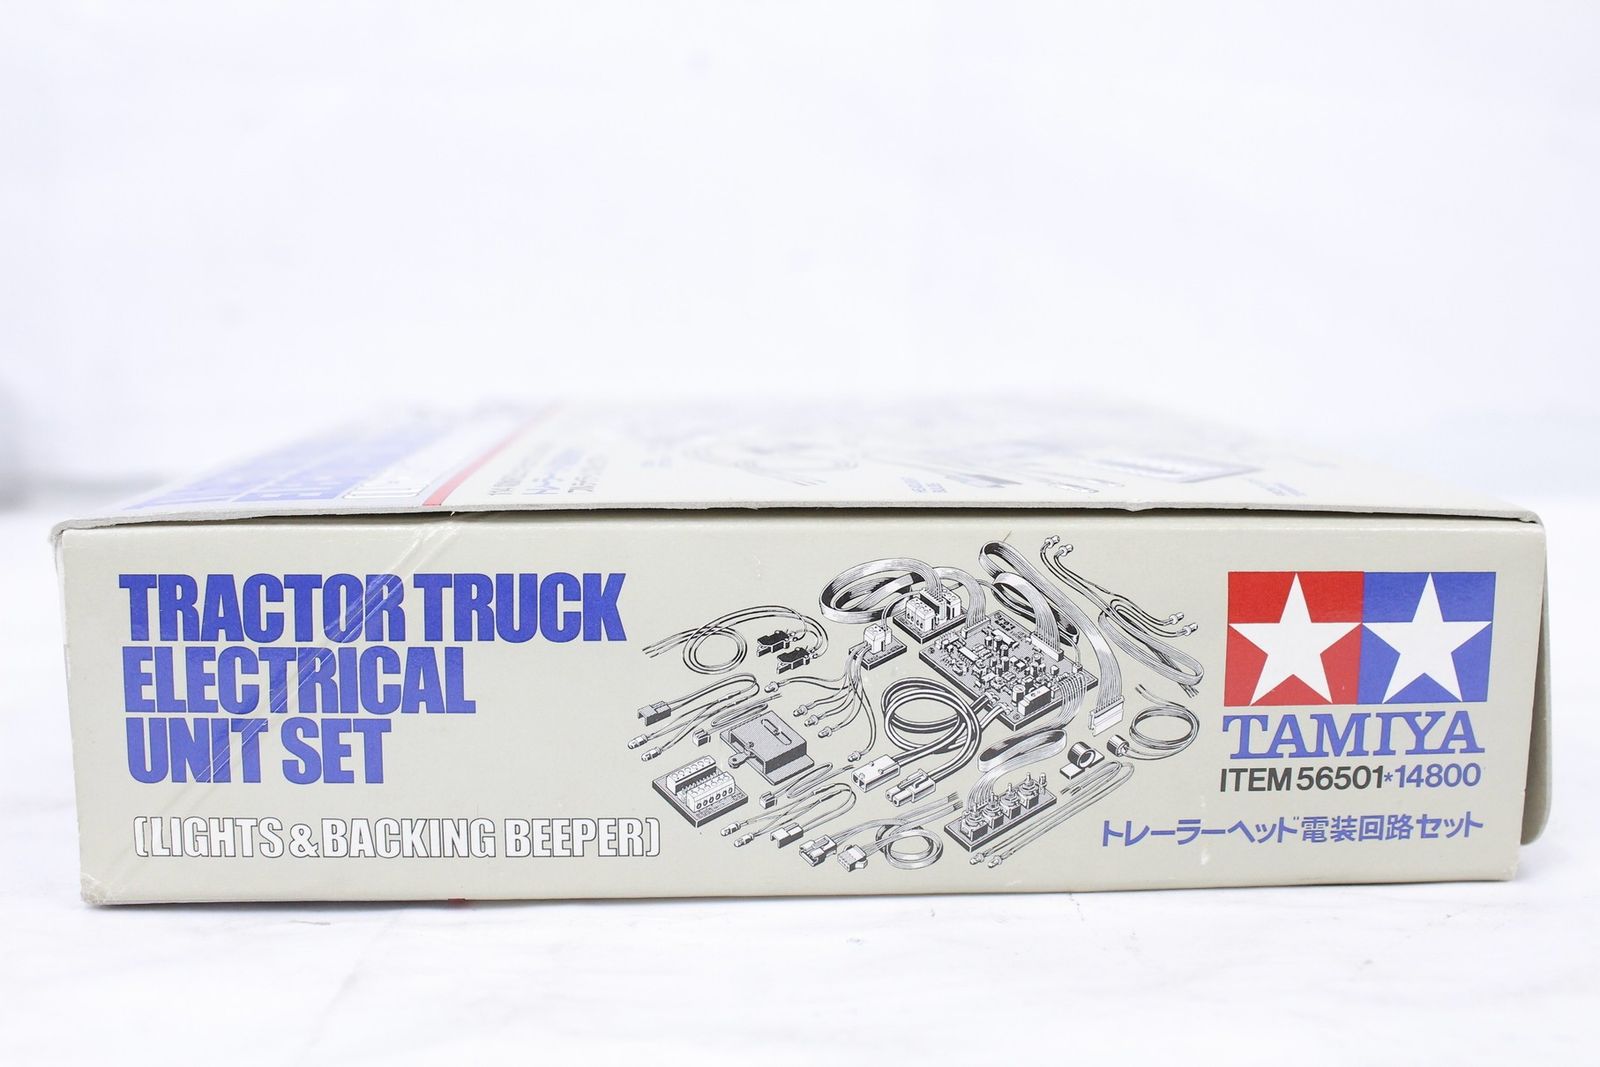 TRACTOR TRUCK
ELECTRICAL
UNIT SET
(LIGHTS & BACKING BEEPER)
TAMIYA
ITEM 56501*14800
トレーラーヘッド電装回路セット